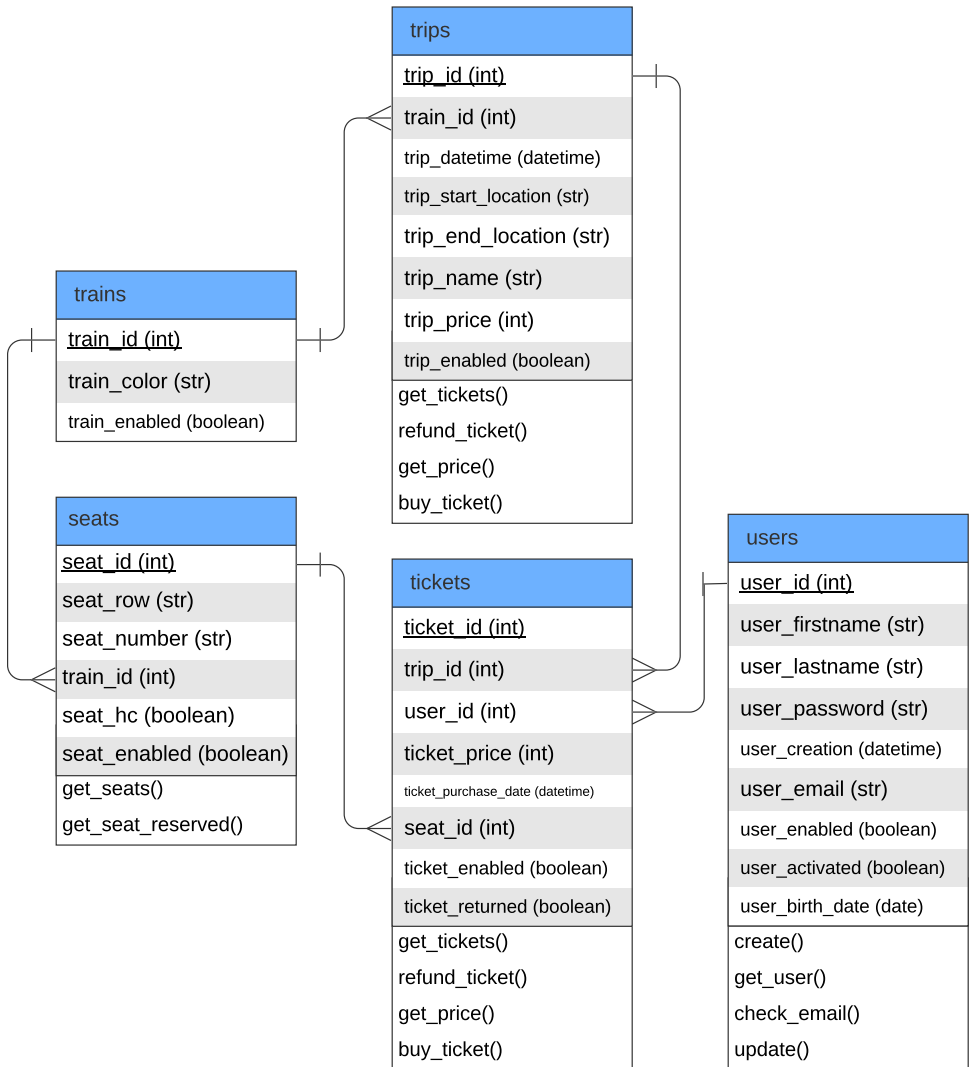 trips
trip_id (int)
train_id (int)
trip_datetime (datetime)
trip_start_location (str)
trip_end_location (str)
trip_name (str)
trip_price (int)
trip_enabled (boolean)
get_tickets()
refund_ticket()
get_price()
buy_ticket()
trains
train_id (int)
train_color (str)
train_enabled (boolean)
seats
seat_id (int)
seat_row (str)
seat_number (str)
train_id (int)
seat_hc (boolean)
seat_enabled (boolean)
get_seats()
get_seat_reserved()
tickets
ticket_id (int)
trip_id (int)
user_id (int)
ticket_price (int)
ticket_purchase_date (datetime)
seat_id (int)
ticket_enabled (boolean)
ticket_returned (boolean)
get_tickets()
refund_ticket()
get_price()
buy_ticket()
users
user_id (int)
user_firstname (str)
user_lastname (str)
user_password (str)
user_creation (datetime)
user_email (str)
user_enabled (boolean)
user_activated (boolean)
user_birth_date (date)
create()
get_user()
check_email()
update()